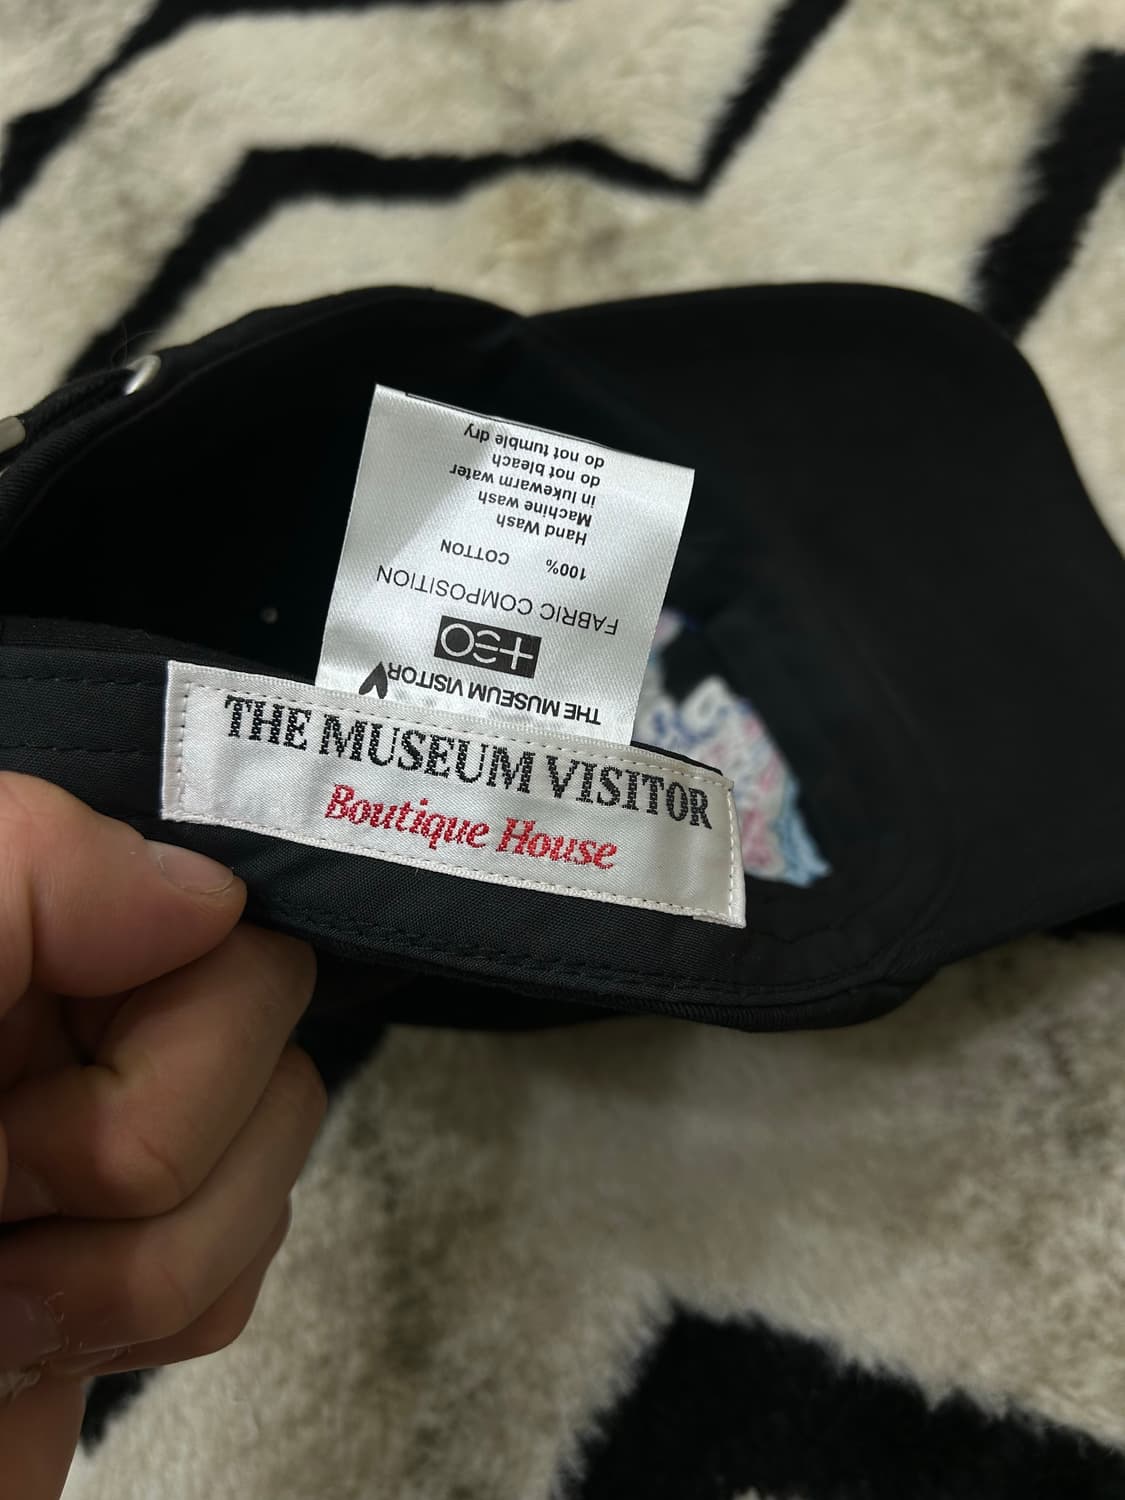 THE MUSEUM VISITOR
Boutique House
THE MUSEUM VISITOR
FABRIC COMPOSITION
100% COTTON
Hand Wash
Machine wash
in lukewarm water
do not bleach
do not tumble dry